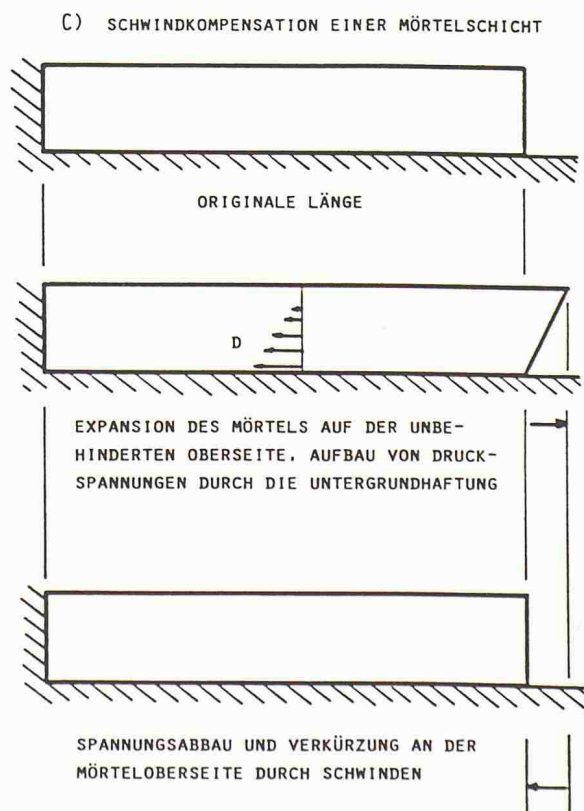 C) SCHWINDKOMPENSATION EINER MÖRTELSCHICHT
ORIGINALE LÄNGE
D
EXPANSION DES MÖRTELS AUF DER UNBE-
HINDERTEN OBERSEITE, AUFBAU VON DRUCK-
SPANNUNGEN DURCH DIE UNTERGRUNDHAFTUNG
SPANNUNGSABBAU UND VERKÜRZUNG AN DER
MÖRTELOBERSEITE DURCH SCHWINDEN